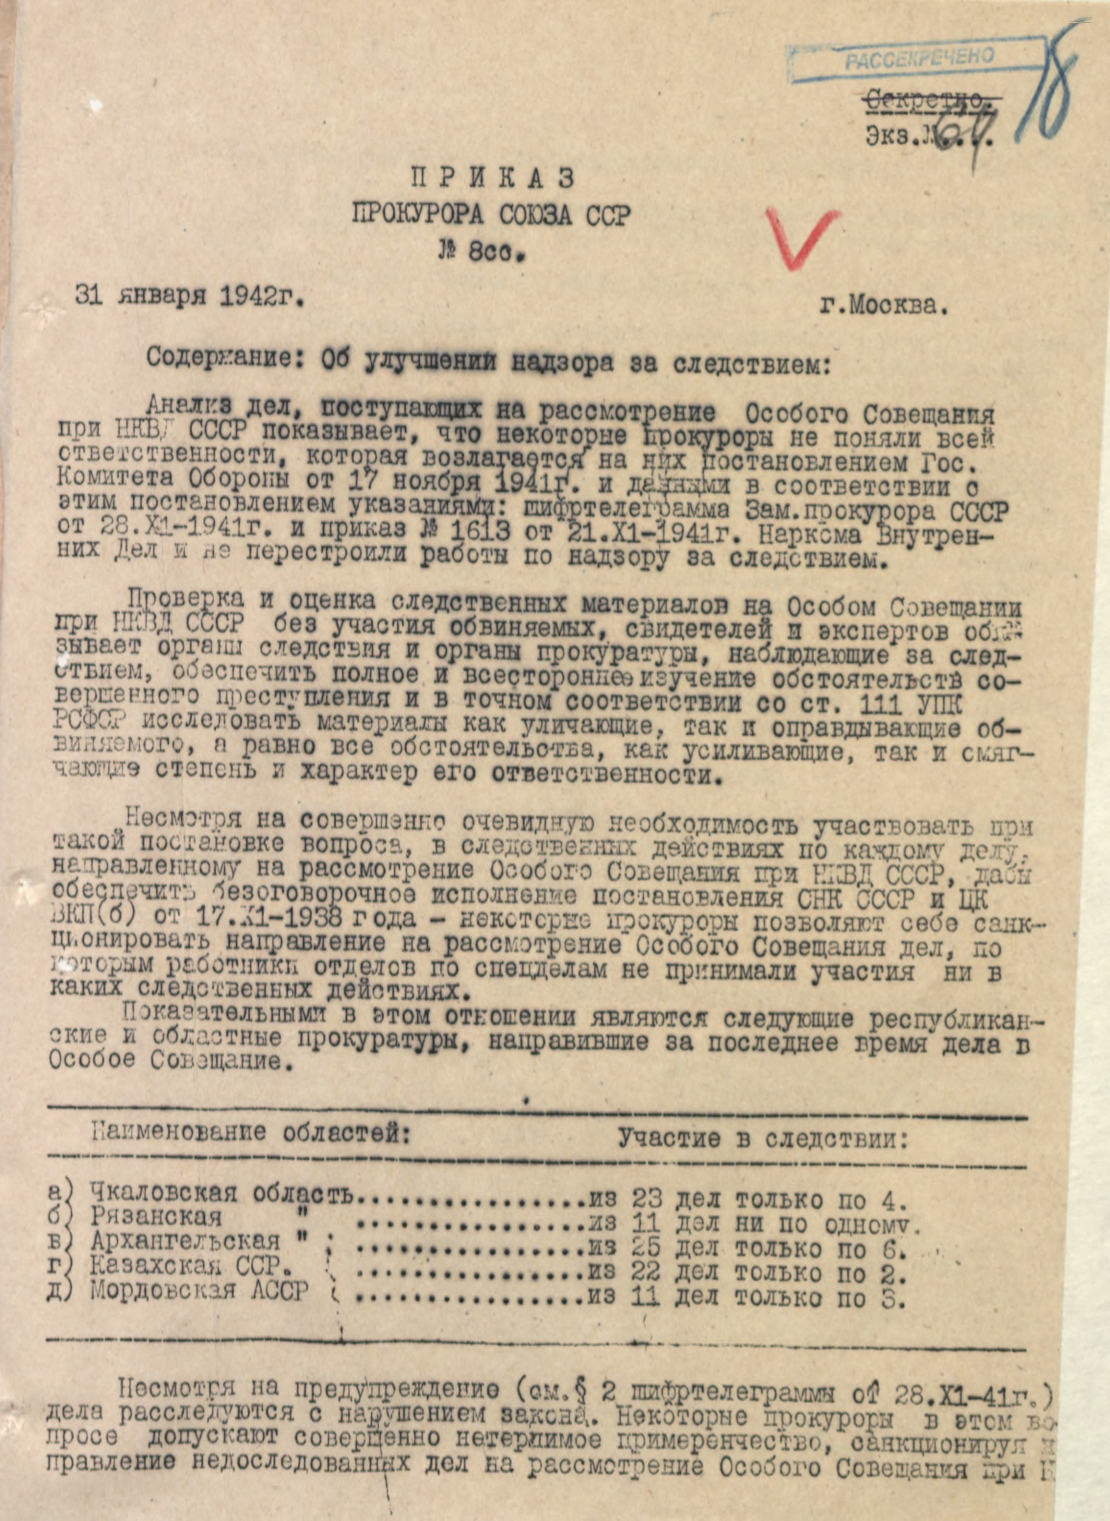 РАССЕКРЕЧЕНО
Секретно.
Экз.№ 64
П Р И К А З
ПРОКУРОРА СОЮЗА ССР
№ 8сс.
31 января 1942г.
г.Москва.
Содержание: Об улучшений надзора за следствием:
Анализ дел, поступающих на рассмотрение Особого Совещания
при НКВД СССР показывает, что некоторые прокуроры не поняли всей
ответственности, которая возлагается на них постановлением Гос.
Комитета Обороны от 17 ноября 1941г. и данными в соответствии с
этим постановлением указаниями: шифртелеграмма Зам.прокурора СССР
от 28.X1-1941г. и приказ № 1613 от 21.X1-1941г. Наркома Внутрен-
них Дел и не перестроили работы по надзору за следствием.
Проверка и оценка следственных материалов на Особом Совещании
при НКВД СССР без участия обвиняемых, свидетелей и экспертов обя-
зывает органы следствия и органы прокуратуры, наблюдающие за след-
ствием, обеспечить полное и всестороннее изучение обстоятельств со-
вершенного преступления и в точном соответствии со ст. 111 УПК
РСФСР исследовать материалы как уличающие, так и оправдывающие об-
виняемого, а равно все обстоятельства, как усиливающие, так и смяг-
чающие степень и характер его ответственности.
Несмотря на совершенно очевидную необходимость участвовать при
такой постановке вопроса, в следственных действиях по каждому делу,
направленному на рассмотрение Особого Совещания при НКВД СССР, дабы
обеспечить безоговорочное исполнение постановления СНК СССР и ЦК
ВКП(б) от 17.X1-1938 года - некоторые прокуроры позволяют себе санк-
ционировать направление на рассмотрение Особого Совещания дел, по
которым работники отделов по спецделам не принимали участия ни в
каких следственных действиях.
Показательными в этом отношении являются следующие республикан-
ские и областные прокуратуры, направившие за последнее время дела в
Особое Совещание.
Наименование областей: Участие в следствии:
а) Чкаловская область................из 23 дел только по 4.
б) Рязанская " ................из 11 дел ни по одному.
в) Архангельская " ................из 25 дел только по 6.
г) Казахская ССР. ................из 22 дел только по 2.
д) Мордовская АССР ................из 11 дел только по 3.
Несмотря на предупреждение (см.§ 2 шифртелеграммы от 28.X1-41г.)
дела расследуются с нарушением закона. Некоторые прокуроры в этом во
просе допускают совершенно нетерпимое примеренчество, санкционируя
правление недоследованных дел на рассмотрение Особого Совещания при